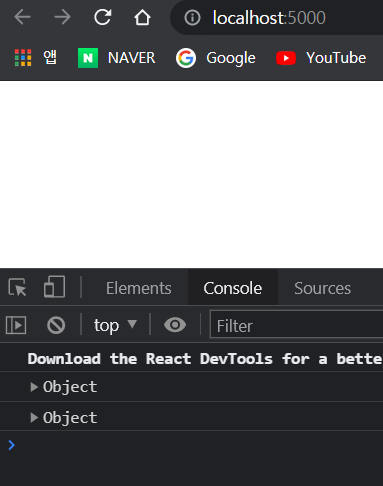 localhost:5000
앱 NAVER Google YouTube
Elements Console Sources
top Filter
Download the React DevTools for a bette
Object
Object